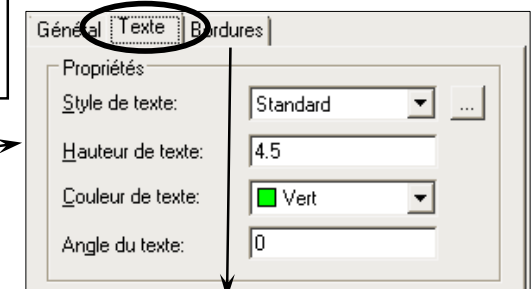 Général Texte Bordures
Propriétés
Style de texte: Standard ...
Hauteur de texte: 4.5
Couleur de texte: Vert
Angle du texte: 0